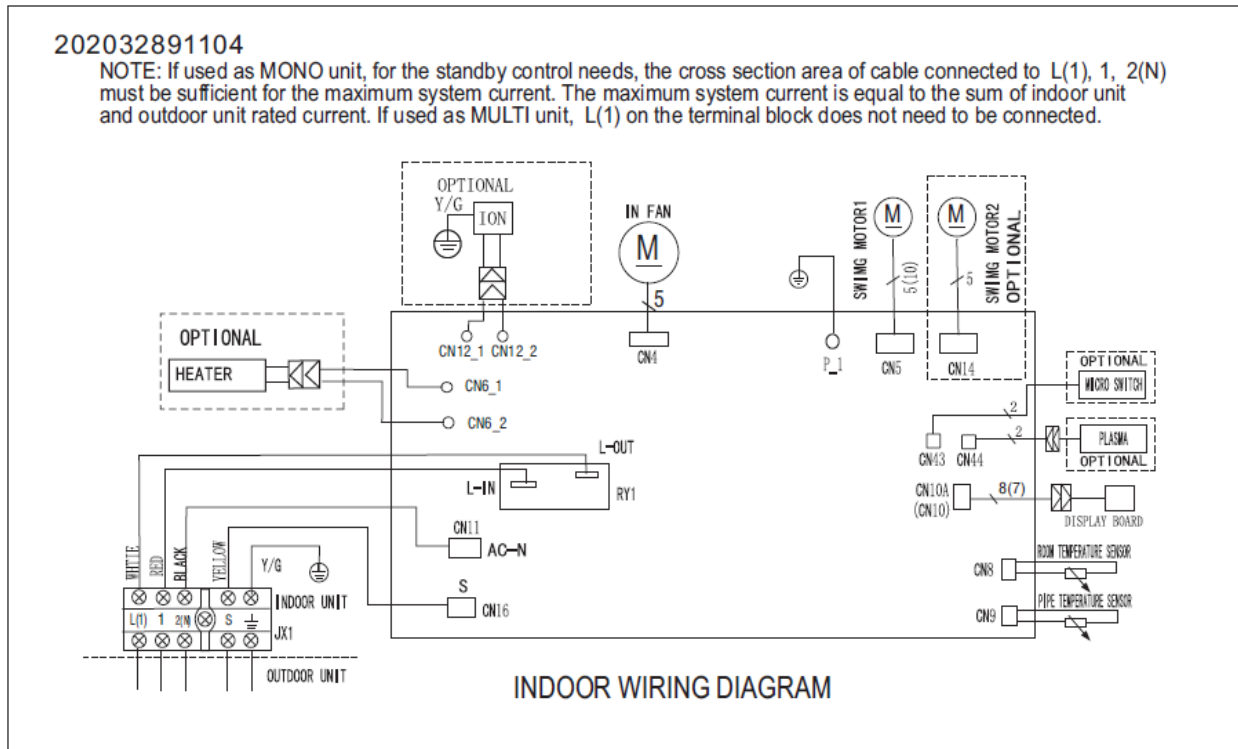 202032891104
NOTE: If used as MONO unit, for the standby control needs, the cross section area of cable connected to L(1), 1, 2(N)
must be sufficient for the maximum system current. The maximum system current is equal to the sum of indoor unit
and outdoor unit rated current. If used as MULTI unit, L(1) on the terminal block does not need to be connected.
OPTIONAL
Y/G
ION
IN FAN
M
5
SWIMG MOTOR1
M
5(10)
M
5
SWIMG MOTOR2
OPTIONAL
CN12_1
CN12_2
CN4
P_1
CN5
CN14
OPTIONAL
HEATER
CN6_1
CN6_2
OPTIONAL
MICRO SWITCH
2
CN43
CN44
2
PLASMA
OPTIONAL
L-OUT
L-IN
RY1
CN10A
(CN10)
8(7)
DISPLAY BOARD
CN11
AC-N
ROOM TEMPERATURE SENSOR
CN8
WHTIE
RED
BLACK
YELLOW
Y/G
S
CN16
PIPE TEMPERATURE SENSOR
CN9
INDOOR UNIT
L(1)
1
2(N)
S
JX1
OUTDOOR UNIT
INDOOR WIRING DIAGRAM